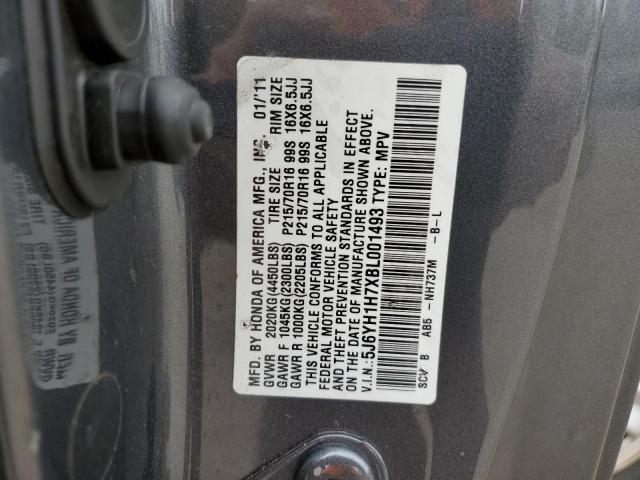 MFD. BY HONDA OF AMERICA MFG., INC. 01/'11
GVWR 2020KG(4450LBS) TIRE SIZE RIM SIZE
GAWR F 1045KG(2300LBS) P215/70R16 99S 16X6.5JJ
GAWR R 1000KG(2205LBS) P215/70R16 99S 16X6.5JJ
THIS VEHICLE CONFORMS TO ALL APPLICABLE
FEDERAL MOTOR VEHICLE SAFETY
AND THEFT PREVENTION STANDARDS IN EFFECT
ON THE DATE OF MANUFACTURE SHOWN ABOVE.
V.I.N.:5J6YH1H7XBL001493 TYPE: MPV
SCV B AB5 -NH737M -B-L